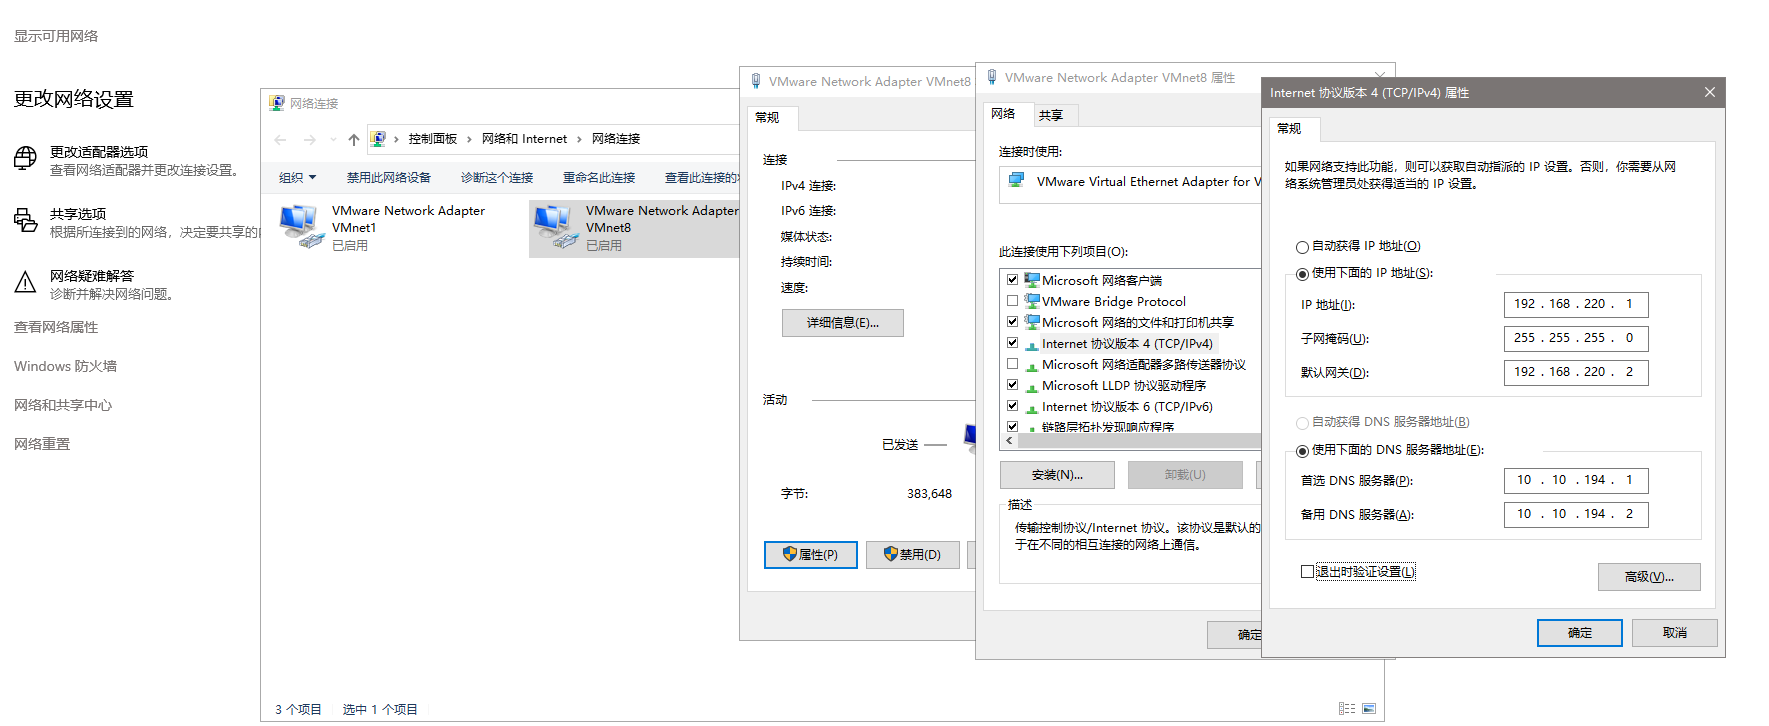 显示可用网络
更改网络设置
更改适配器选项
查看网络适配器并更改连接设置。
共享选项
根据所连接到的网络，决定要共享的
网络疑难解答
诊断并解决网络问题。
查看网络属性
Windows 防火墙
网络和共享中心
网络重置
网络连接
控制面板 › 网络和 Internet › 网络连接
组织 禁用此网络设备 诊断这个连接 重命名此连接 查看此连接的
VMware Network Adapter
VMnet1
已启用
VMware Network Adapter
VMnet8
已启用
3 个项目 选中 1 个项目
VMware Network Adapter VMnet8
常规
连接
IPv4 连接:
IPv6 连接:
媒体状态:
持续时间:
速度:
详细信息(E)...
活动
已发送
字节: 383,648
属性(P) 禁用(D)
VMware Network Adapter VMnet8 属性
网络 共享
连接时使用:
VMware Virtual Ethernet Adapter for V
此连接使用下列项目(O):
Microsoft 网络客户端
VMware Bridge Protocol
Microsoft 网络的文件和打印机共享
Internet 协议版本 4 (TCP/IPv4)
Microsoft 网络适配器多路传送器协议
Microsoft LLDP 协议驱动程序
Internet 协议版本 6 (TCP/IPv6)
链路层拓扑发现响应程序
安装(N)... 卸载(U)
描述
传输控制协议/Internet 协议。该协议是默认的
于在不同的相互连接的网络上通信。
确定
Internet 协议版本 4 (TCP/IPv4) 属性
常规
如果网络支持此功能，则可以获取自动指派的 IP 设置。否则，你需要从网
络系统管理员处获得适当的 IP 设置。
自动获得 IP 地址(O)
使用下面的 IP 地址(S):
IP 地址(I): 192 . 168 . 220 . 1
子网掩码(U): 255 . 255 . 255 . 0
默认网关(D): 192 . 168 . 220 . 2
自动获得 DNS 服务器地址(B)
使用下面的 DNS 服务器地址(E):
首选 DNS 服务器(P): 10 . 10 . 194 . 1
备用 DNS 服务器(A): 10 . 10 . 194 . 2
退出时验证设置(L)
高级(V)...
确定 取消